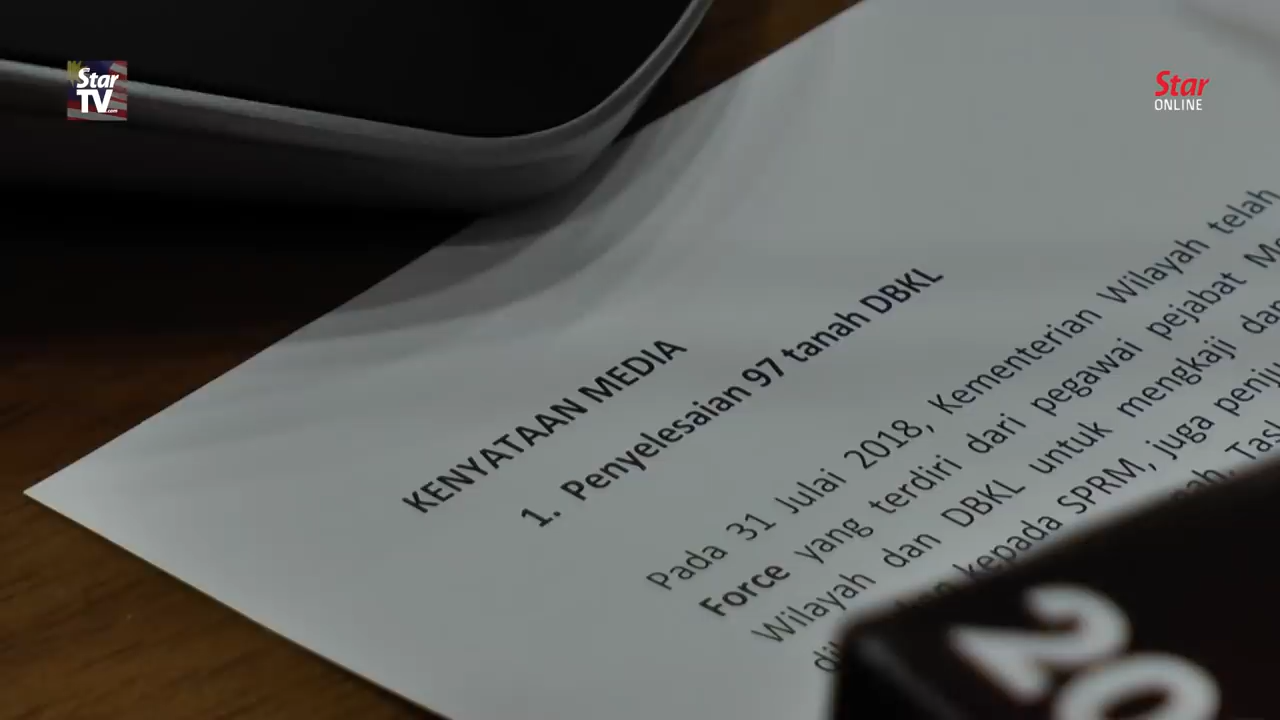 Star
TV.com
Star
ONLINE
KENYATAAN MEDIA
1. Penyelesaian 97 tanah DBKL
Pada 31 Julai 2018, Kementerian Wilayah telah
Force yang terdiri dari pegawai pejabat
Wilayah dan DBKL untuk mengkaji
kepada SPRM, juga
20